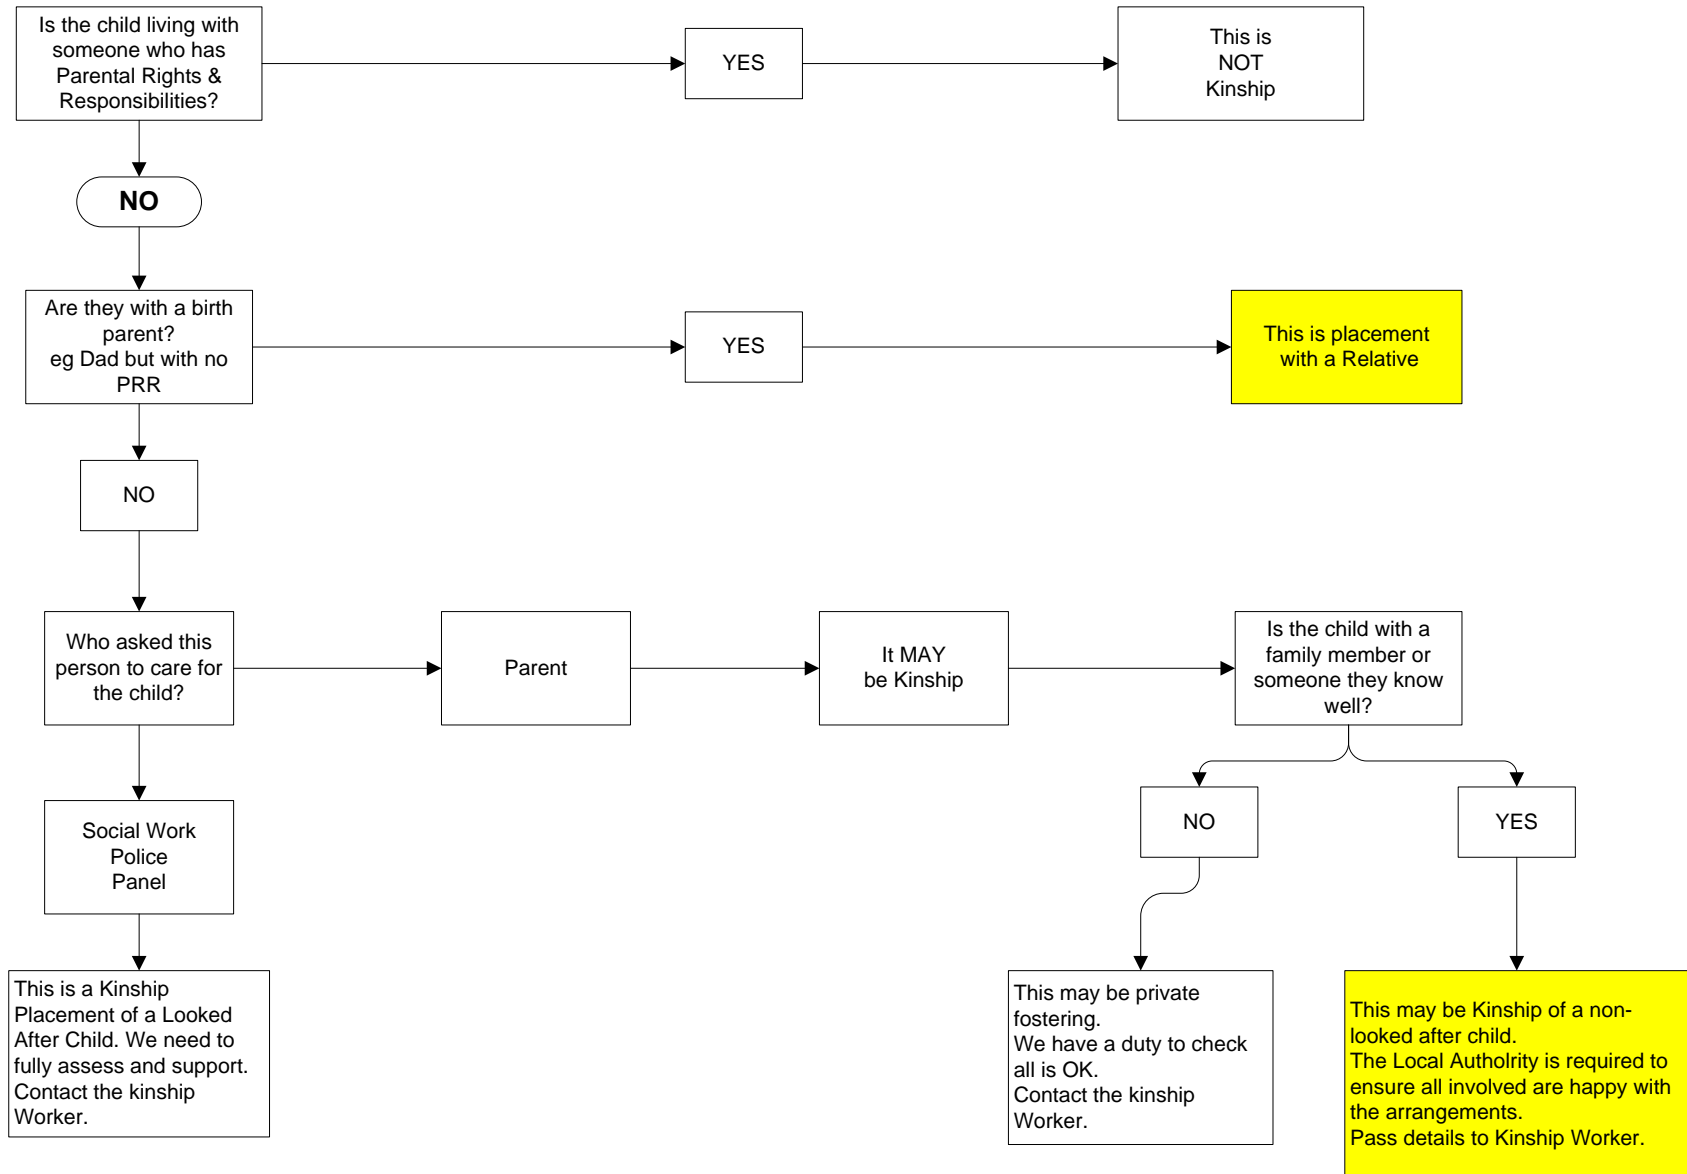 Is the child living with
someone who has
Parental Rights &
Responsibilities?
YES
This is
NOT
Kinship
NO
Are they with a birth
parent?
eg Dad but with no
PRR
YES
This is placement
with a Relative
NO
Who asked this
person to care for
the child?
Parent
It MAY
be Kinship
Is the child with a
family member or
someone they know
well?
Social Work
Police
Panel
NO
YES
This is a Kinship
Placement of a Looked
After Child. We need to
fully assess and support.
Contact the kinship
Worker.
This may be private
fostering.
We have a duty to check
all is OK.
Contact the kinship
Worker.
This may be Kinship of a non-
looked after child.
The Local Autholrity is required to
ensure all involved are happy with
the arrangements.
Pass details to Kinship Worker.